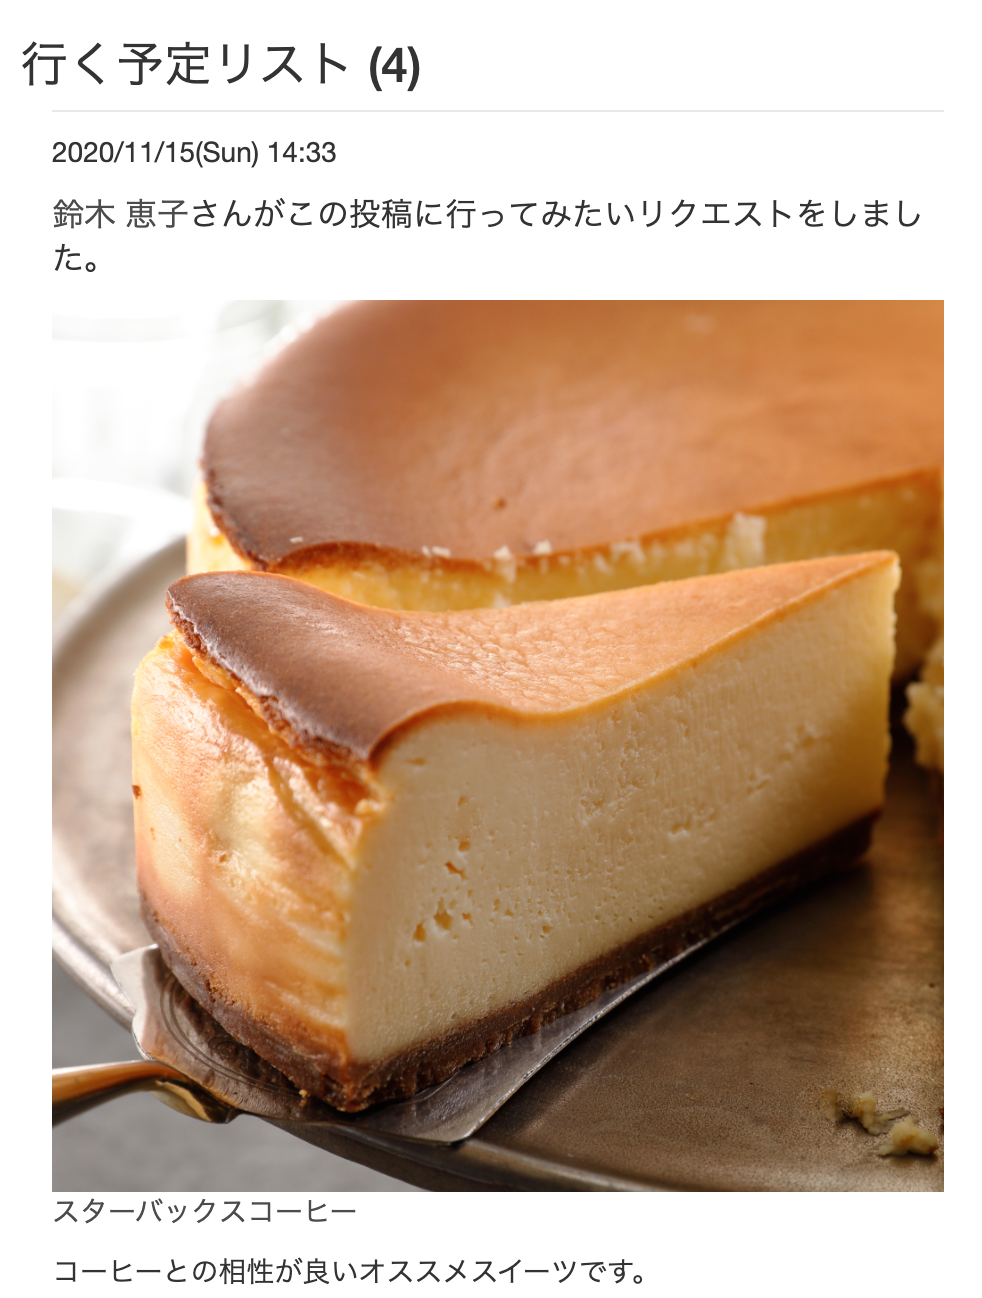 行く予定リスト (4)
2020/11/15(Sun) 14:33
鈴木 恵子さんがこの投稿に行ってみたいリクエストをしまし
た。
スターバックスコーヒー
コーヒーとの相性が良いオススメスイーツです。